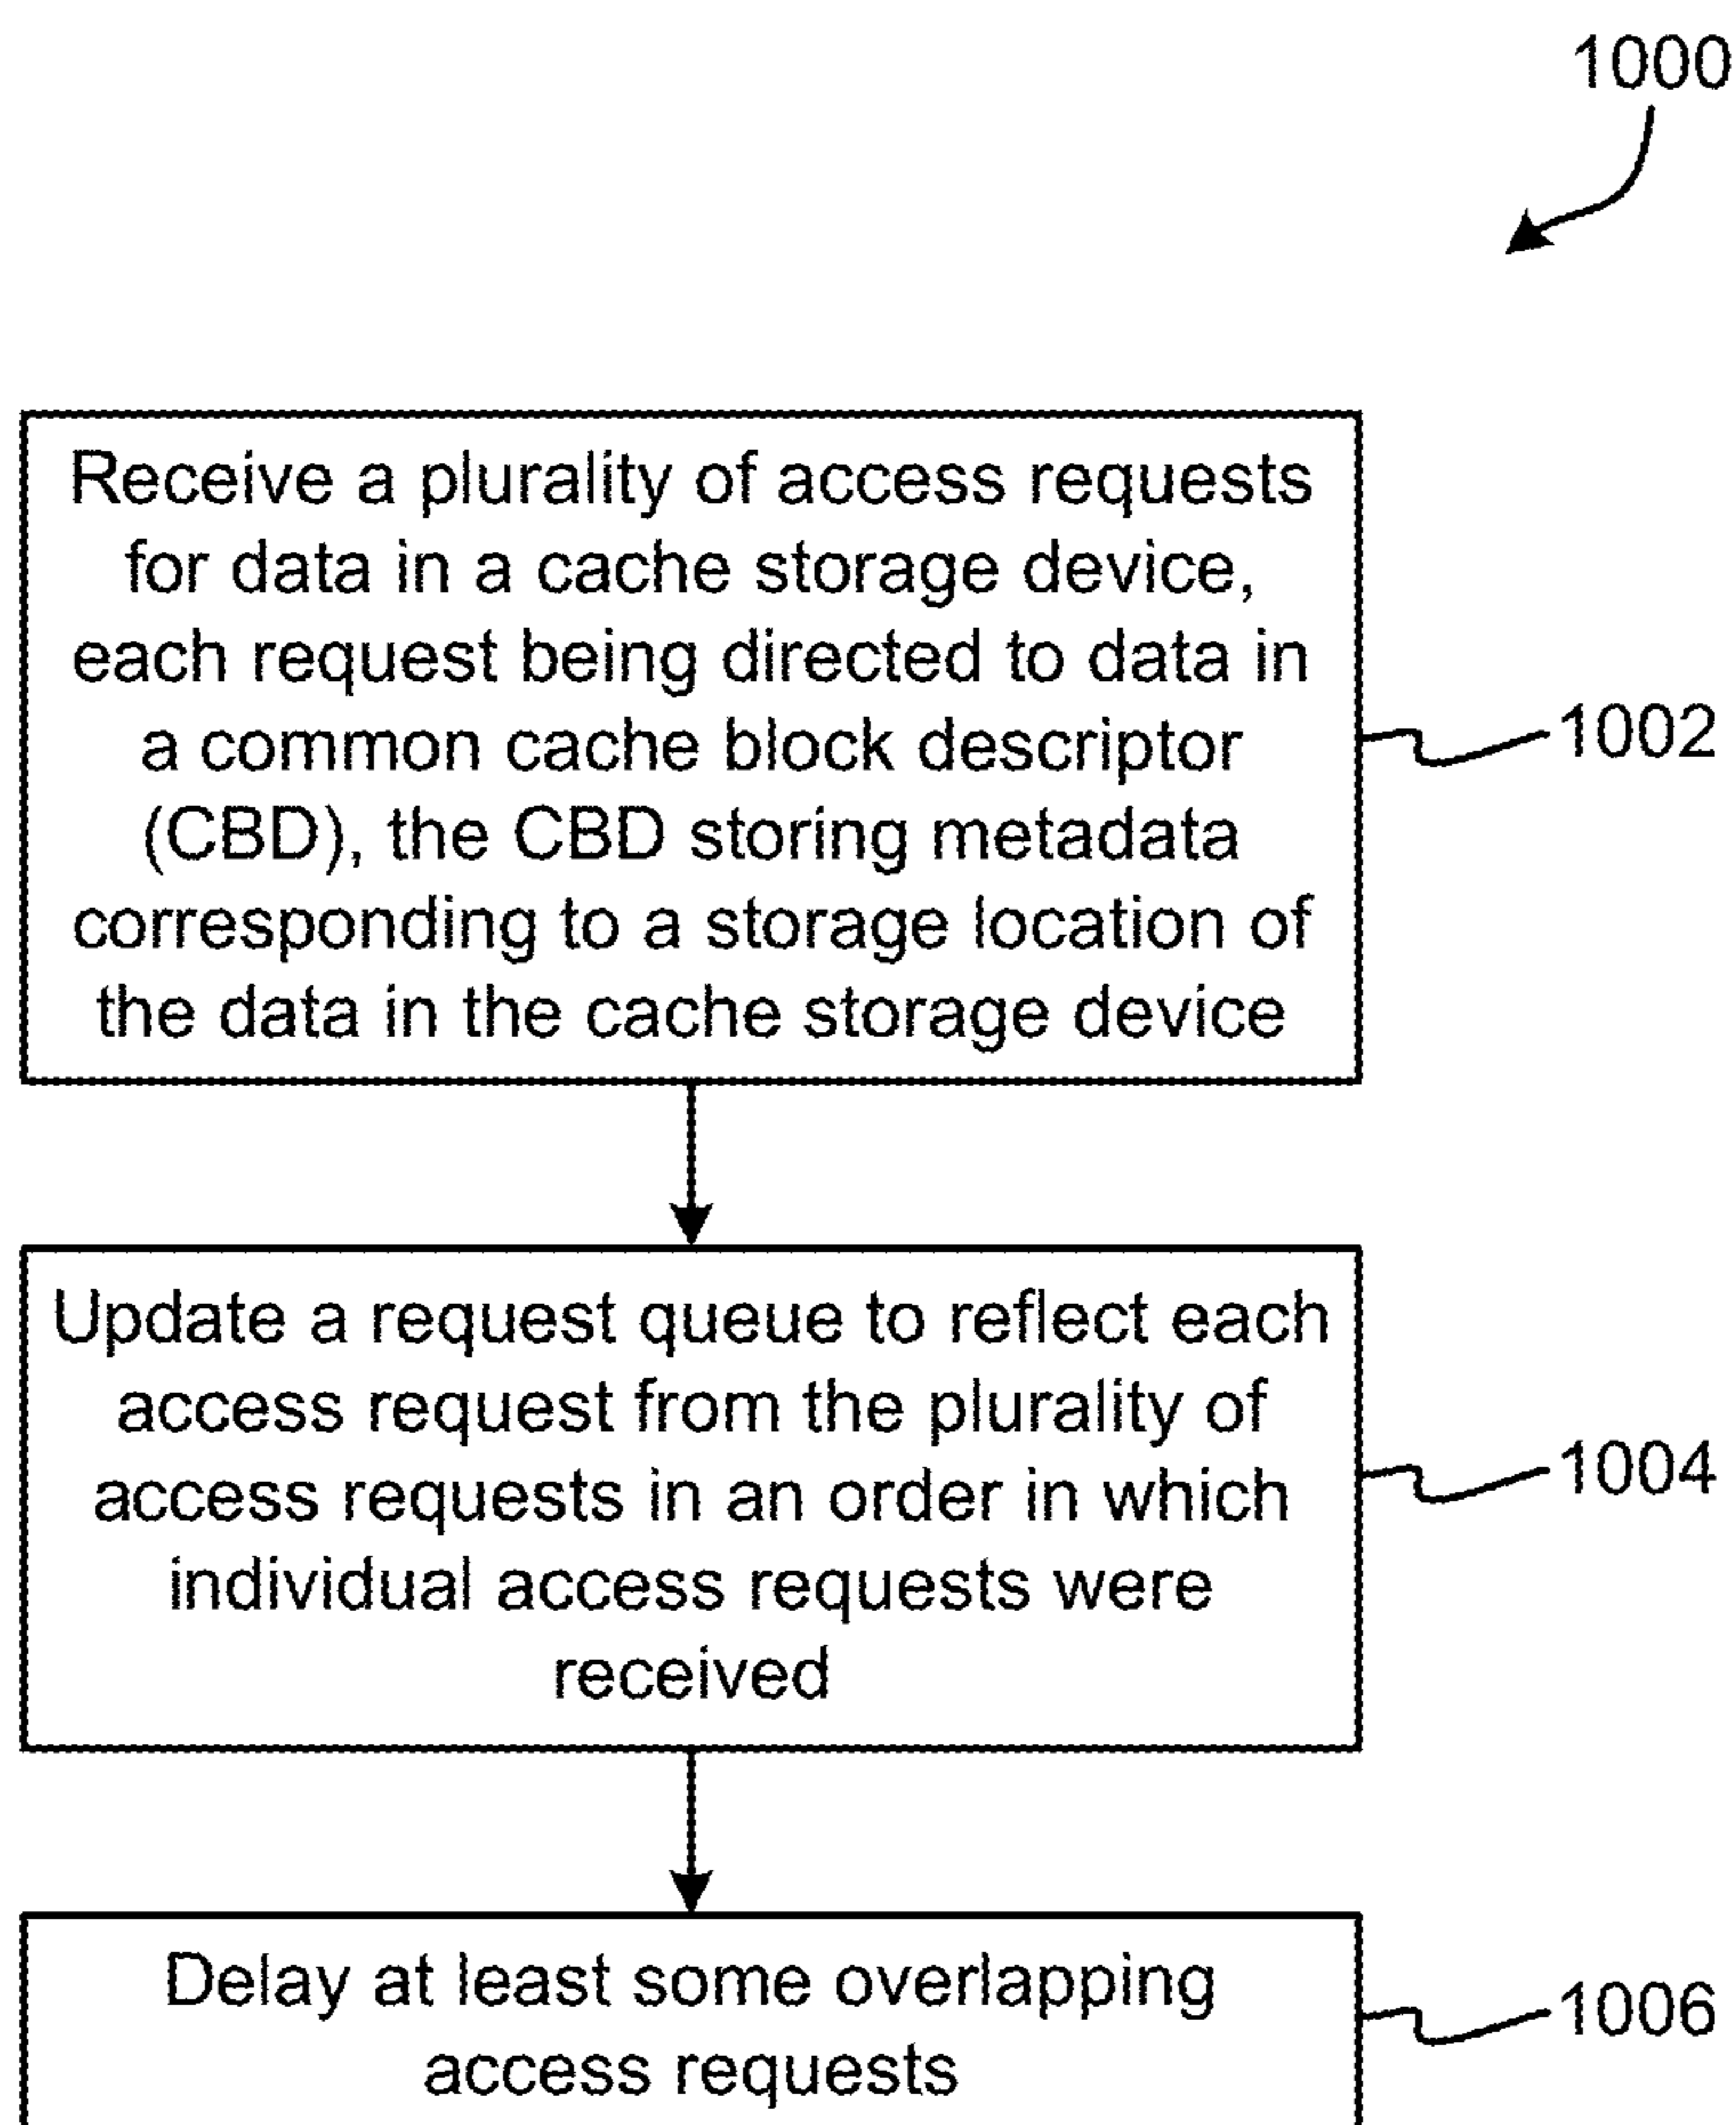 1000
Receive a plurality of access requests
for data in a cache storage device,
each request being directed to data in
a common cache block descriptor
(CBD), the CBD storing metadata
corresponding to a storage location of
the data in the cache storage device
1002
Update a request queue to reflect each
access request from the plurality of
access requests in an order in which
individual access requests were
received
1004
Delay at least some overlapping
access requests
1006